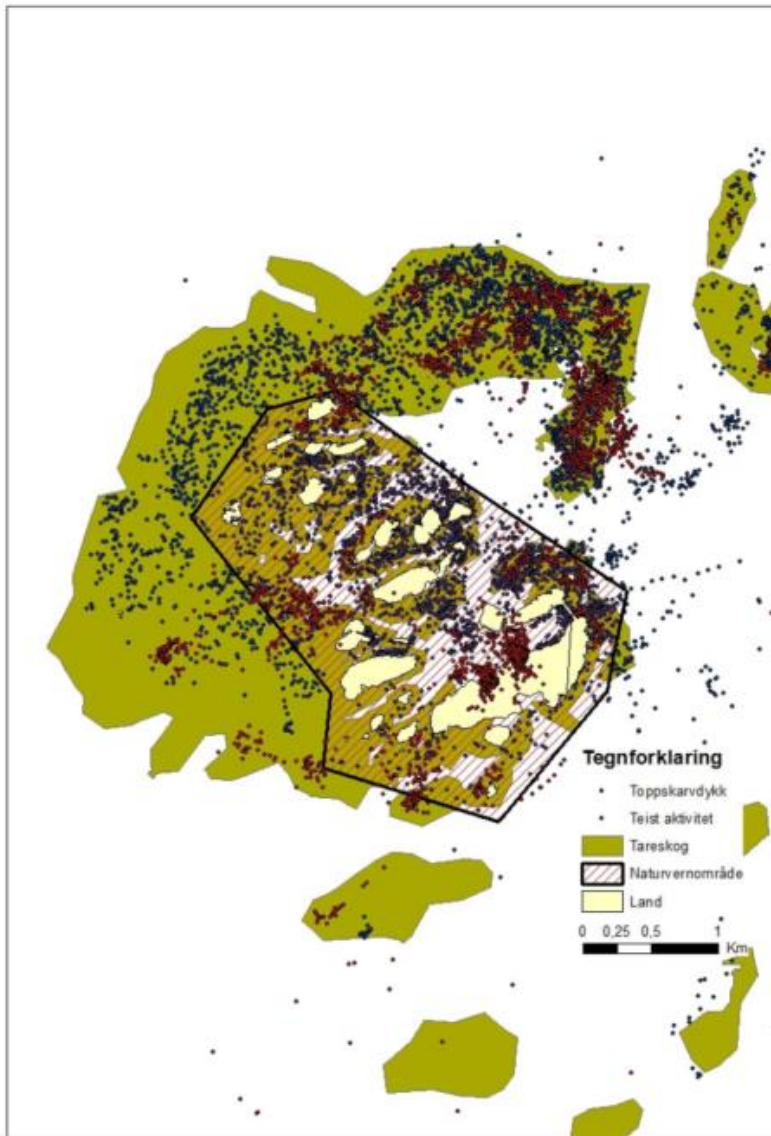 Tegnforklaring
Toppskarvdykk
Teist aktivitet
Tareskog
Naturvernområde
Land
0 0,25 0,5 1
Km